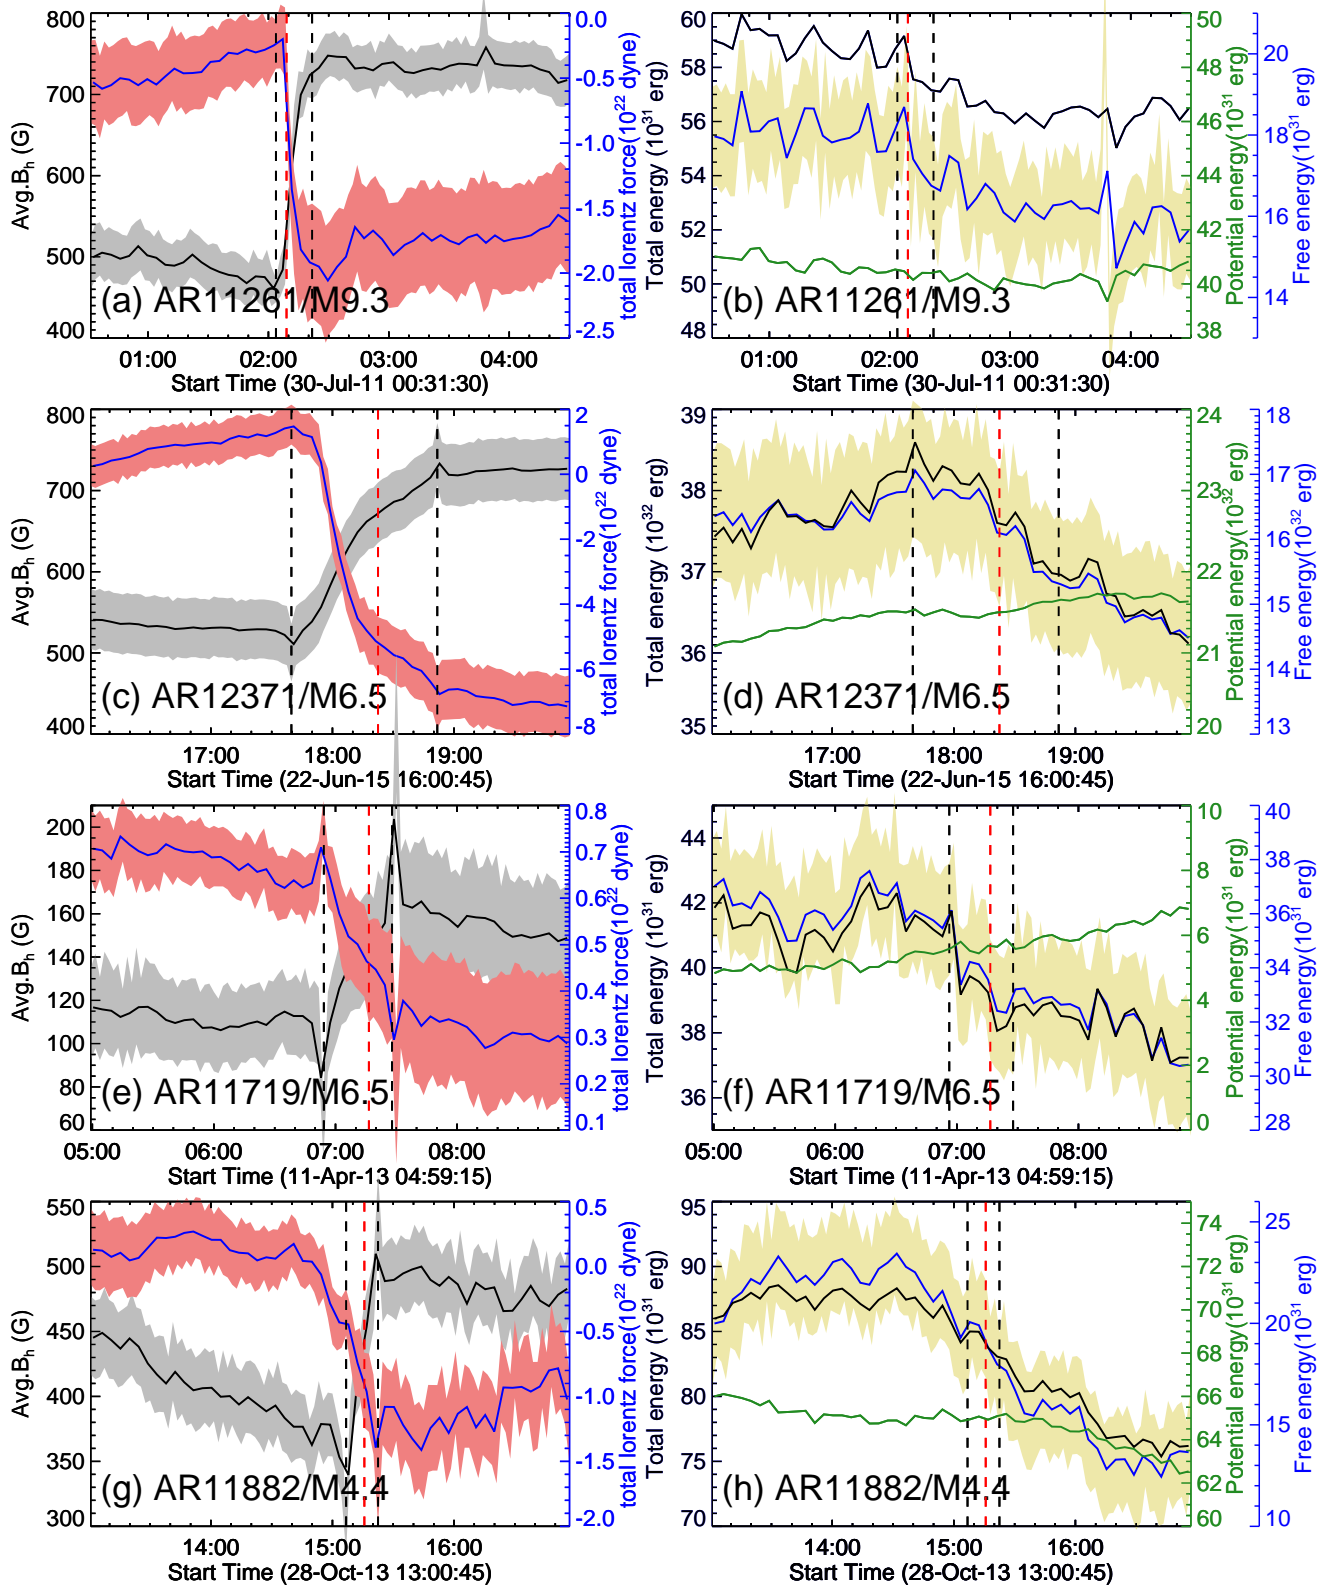 800
700
600
500
400
Avg.B_h (G)
0.0
-0.5
-1.0
-1.5
-2.0
-2.5
total lorentz force(10^22 dyne)
(a) AR11261/M9.3
01:00 02:00 03:00 04:00
Start Time (30-Jul-11 00:31:30)
60
58
56
54
52
50
48
Total energy (10^31 erg)
50
48
46
44
42
40
38
Potential energy(10^31 erg)
20
18
16
14
Free energy(10^31 erg)
(b) AR11261/M9.3
01:00 02:00 03:00 04:00
Start Time (30-Jul-11 00:31:30)
800
700
600
500
400
Avg.B_h (G)
2
0
-2
-4
-6
-8
total lorentz force(10^22 dyne)
(c) AR12371/M6.5
17:00 18:00 19:00
Start Time (22-Jun-15 16:00:45)
39
38
37
36
35
Total energy (10^32 erg)
24
23
22
21
20
Potential energy(10^32 erg)
18
17
16
15
14
13
Free energy(10^32 erg)
(d) AR12371/M6.5
17:00 18:00 19:00
Start Time (22-Jun-15 16:00:45)
200
180
160
140
120
100
80
60
Avg.B_h (G)
0.8
0.7
0.6
0.5
0.4
0.3
0.2
0.1
total lorentz force(10^22 dyne)
(e) AR11719/M6.5
05:00 06:00 07:00 08:00
Start Time (11-Apr-13 04:59:15)
44
42
40
38
36
Total energy (10^31 erg)
10
8
6
4
2
0
Potential energy(10^31 erg)
40
38
36
34
32
30
28
Free energy(10^31 erg)
(f) AR11719/M6.5
05:00 06:00 07:00 08:00
Start Time (11-Apr-13 04:59:15)
550
500
450
400
350
300
Avg.B_h (G)
0.5
0.0
-0.5
-1.0
-1.5
-2.0
total lorentz force(10^22 dyne)
(g) AR11882/M4.4
14:00 15:00 16:00
Start Time (28-Oct-13 13:00:45)
95
90
85
80
75
70
Total energy (10^31 erg)
74
72
70
68
66
64
62
60
Potential energy(10^31 erg)
25
20
15
10
Free energy(10^31 erg)
(h) AR11882/M4.4
14:00 15:00 16:00
Start Time (28-Oct-13 13:00:45)